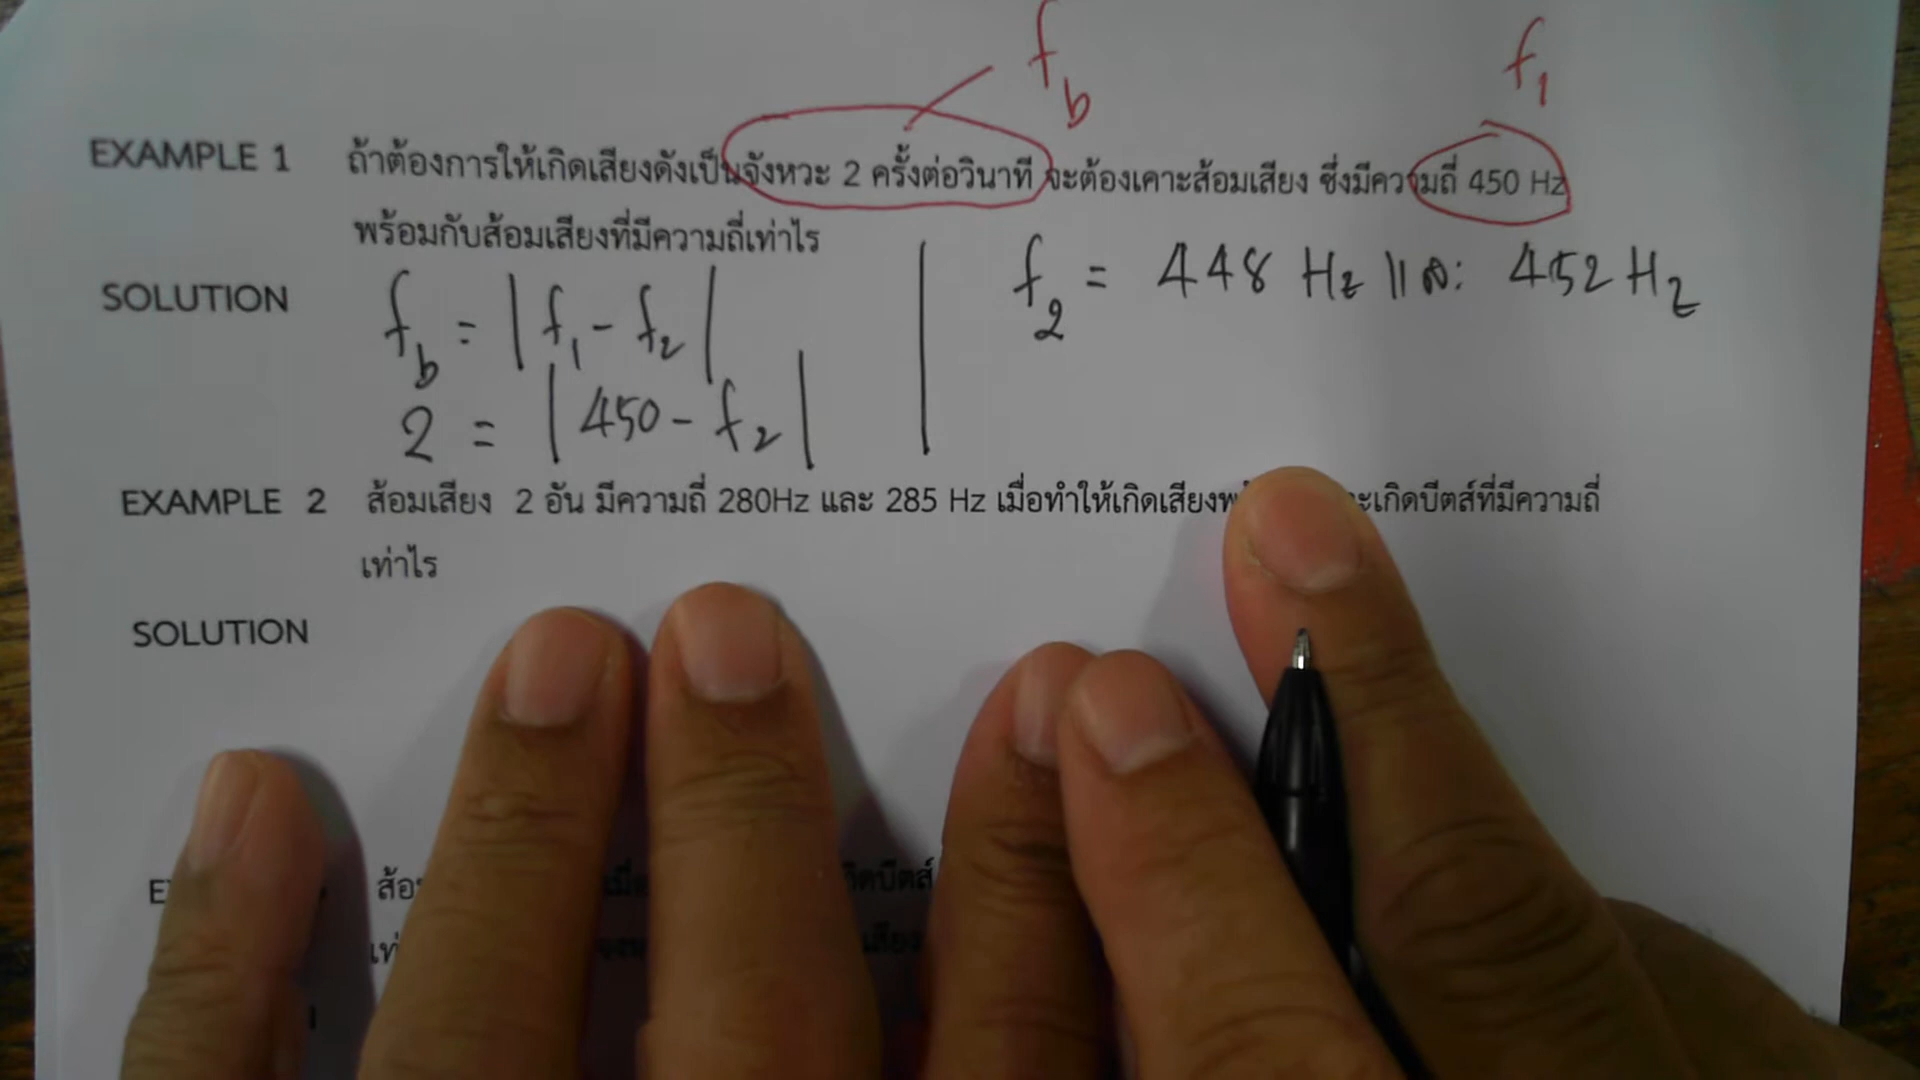 f_b
f_1
EXAMPLE 1 ถ้าต้องการให้เกิดเสียงดังเป็นจังหวะ 2 ครั้งต่อวินาที จะต้องเคาะส้อมเสียง ซึ่งมีความถี่ 450 Hz
พร้อมกับส้อมเสียงที่มีความถี่เท่าไร
SOLUTION
f_b = |f_1 - f_2|
2 = |450 - f_2|
f_2 = 448 Hz และ 452 Hz
EXAMPLE 2 ส้อมเสียง 2 อัน มีความถี่ 280Hz และ 285 Hz เมื่อทำให้เกิดเสียง เกิดบีตส์ที่มีความถี่
เท่าไร
SOLUTION